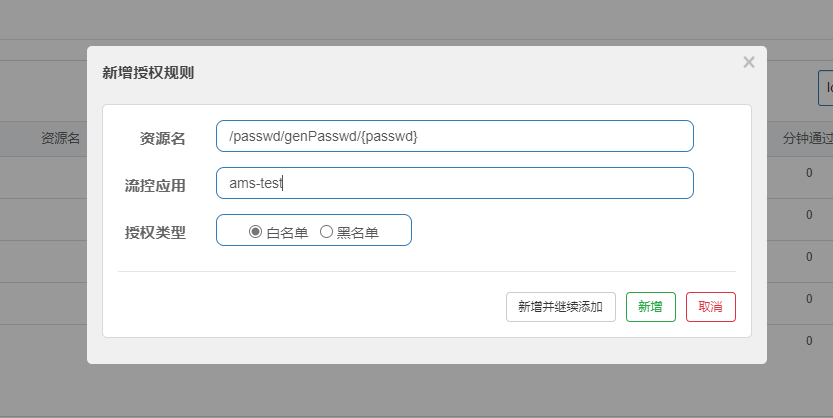 新增授权规则
×
资源名
分钟通过
资源名 /passwd/genPasswd/{passwd}
0
流控应用 ams-test
0
授权类型 白名单 黑名单
0
0
新增并继续添加 新增 取消
0